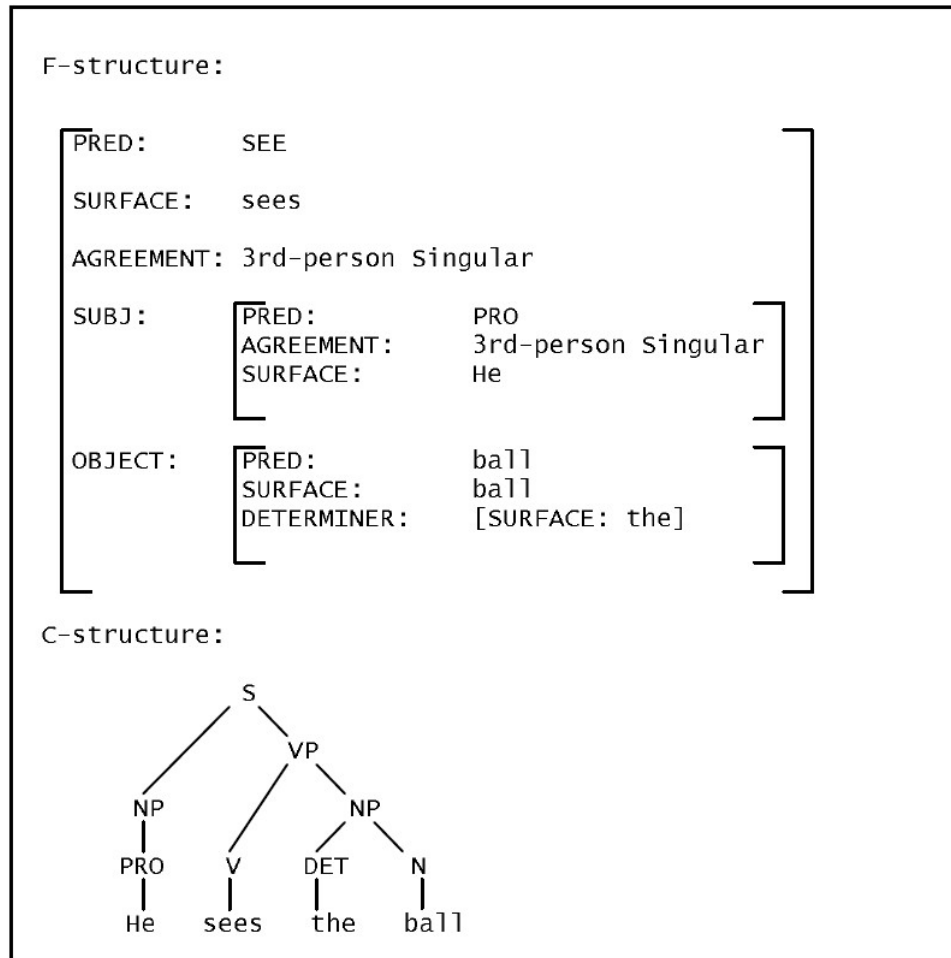 F-structure:
PRED: SEE
SURFACE: sees
AGREEMENT: 3rd-person Singular
SUBJ: PRED: PRO
AGREEMENT: 3rd-person Singular
SURFACE: He
OBJECT: PRED: ball
SURFACE: ball
DETERMINER: [SURFACE: the]
C-structure:
S
VP
NP NP
PRO V DET N
He sees the ball